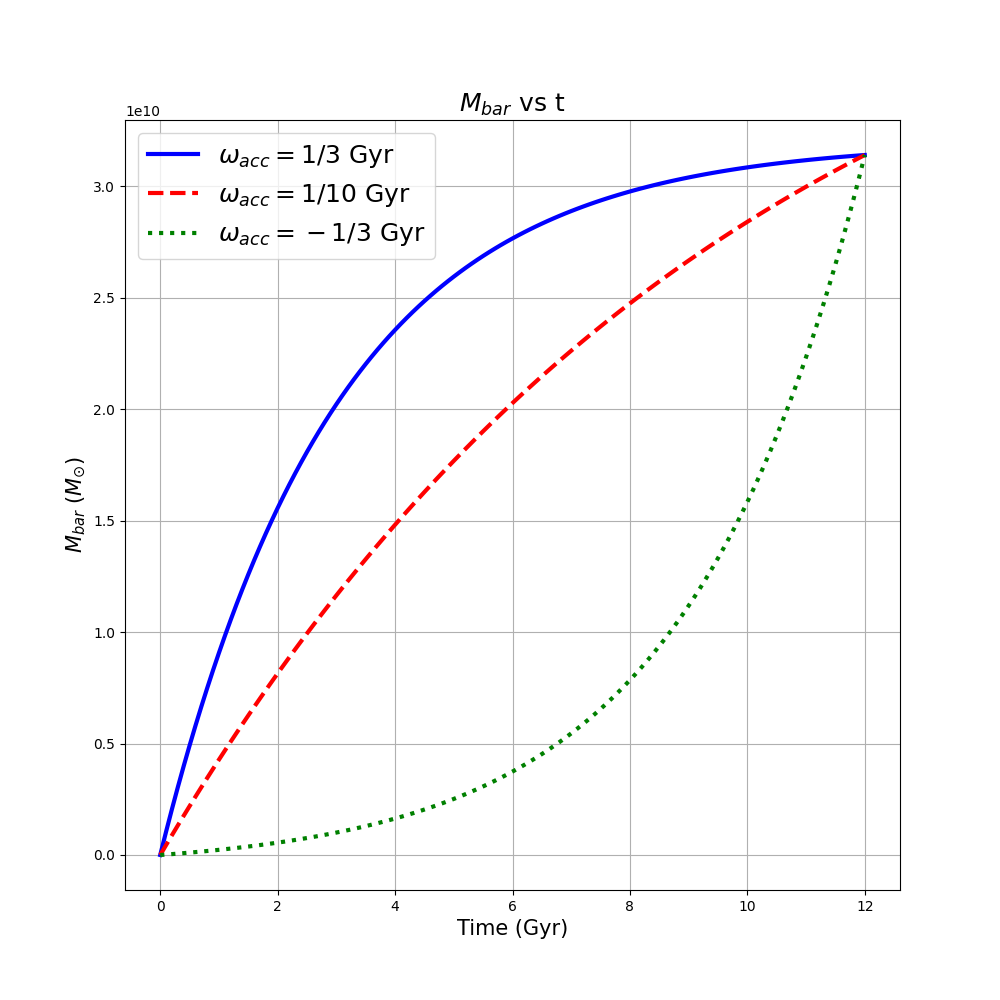 M_bar vs t
1e10
ω_acc = 1/3 Gyr
ω_acc = 1/10 Gyr
ω_acc = −1/3 Gyr
3.0
2.5
2.0
1.5
1.0
0.5
0.0
M_bar (M_⊙)
0 2 4 6 8 10 12
Time (Gyr)